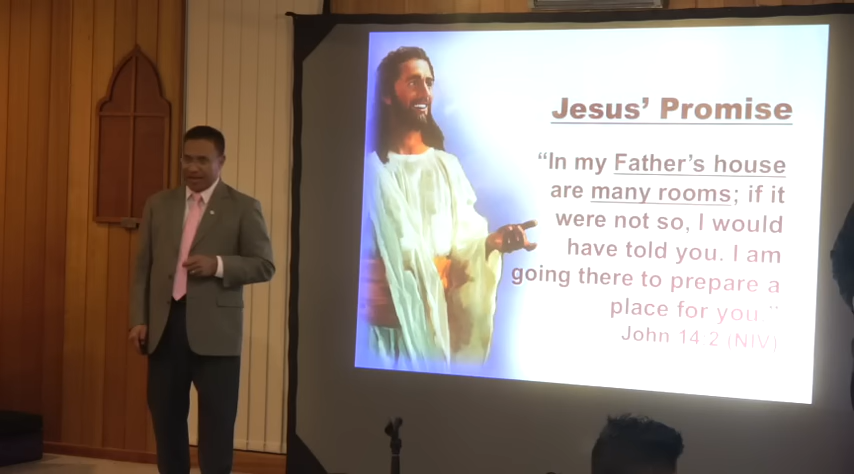 Jesus’ Promise
“In my Father’s house
are many rooms; if it
were not so, I would
have told you. I am
going there to prepare a
place for you.”
John 14:2 (NIV)